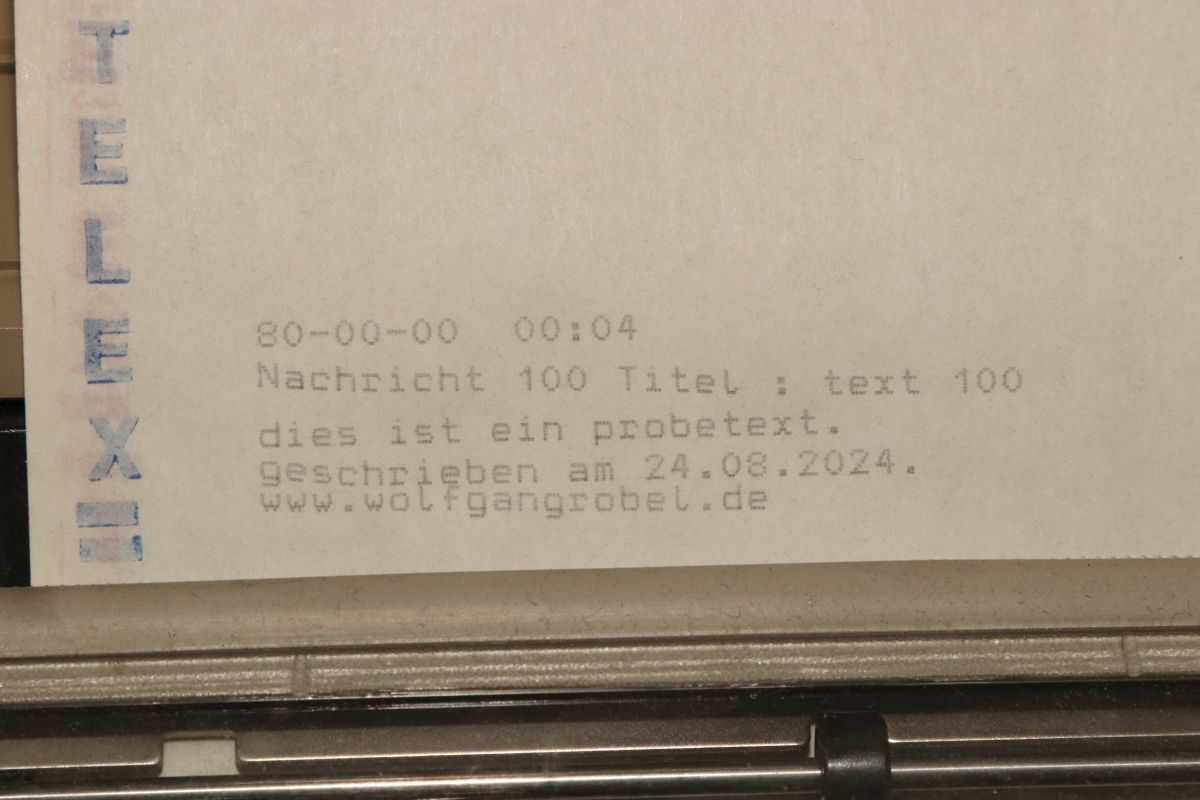 TELEX
80-00-00  00:04
Nachricht 100 Titel : text 100
dies ist ein probetext.
geschrieben am 24.08.2024.
www.wolfgangrobel.de